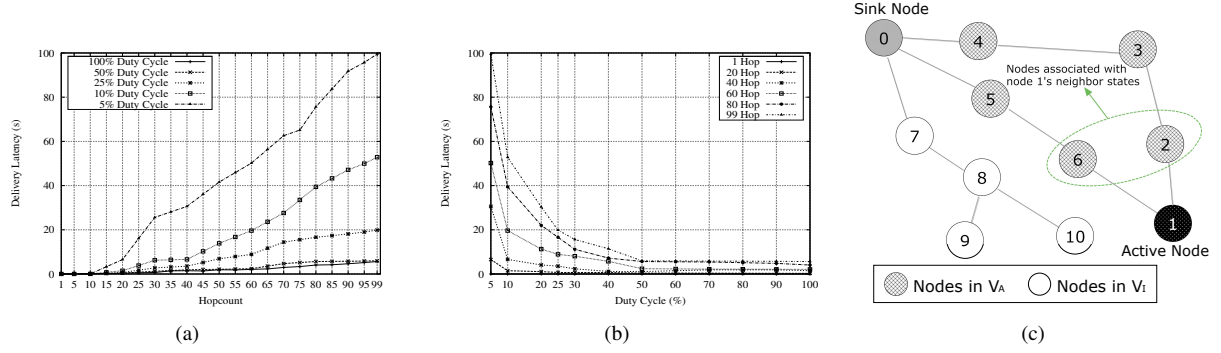 100
80
60
40
20
0
Delivery Latency (s)
100% Duty Cycle
50% Duty Cycle
25% Duty Cycle
10% Duty Cycle
5% Duty Cycle
1 5 10 15 20 25 30 35 40 45 50 55 60 65 70 75 80 85 90 95 99
Hopcount
(a)
100
80
60
40
20
0
Delivery Latency (s)
1 Hop
20 Hop
40 Hop
60 Hop
80 Hop
99 Hop
5 10 20 25 30 40 50 60 70 80 90 100
Duty Cycle (%)
(b)
Sink Node
0
4
3
Nodes associated with
node 1's neighbor states
5
7
6
2
8
9
10
1
Active Node
Nodes in VA
Nodes in VI
(c)